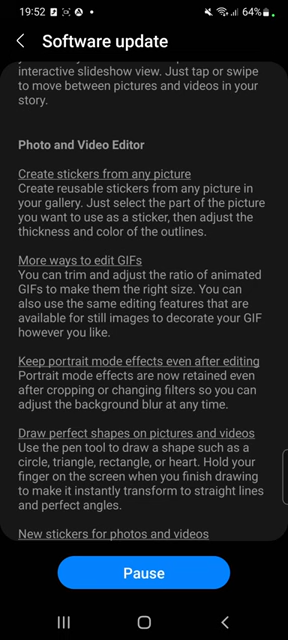 19:52
64%
Software update
interactive slideshow view. Just tap or swipe
to move between pictures and videos in your
story.
Photo and Video Editor
Create stickers from any picture
Create reusable stickers from any picture in
your gallery. Just select the part of the picture
you want to use as a sticker, then adjust the
thickness and color of the outlines.
More ways to edit GIFs
You can trim and adjust the ratio of animated
GIFs to make them the right size. You can
also use the same editing features that are
available for still images to decorate your GIF
however you like.
Keep portrait mode effects even after editing
Portrait mode effects are now retained even
after cropping or changing filters so you can
adjust the background blur at any time.
Draw perfect shapes on pictures and videos
Use the pen tool to draw a shape such as a
circle, triangle, rectangle, or heart. Hold your
finger on the screen when you finish drawing
to make it instantly transform to straight lines
and perfect angles.
New stickers for photos and videos
Pause